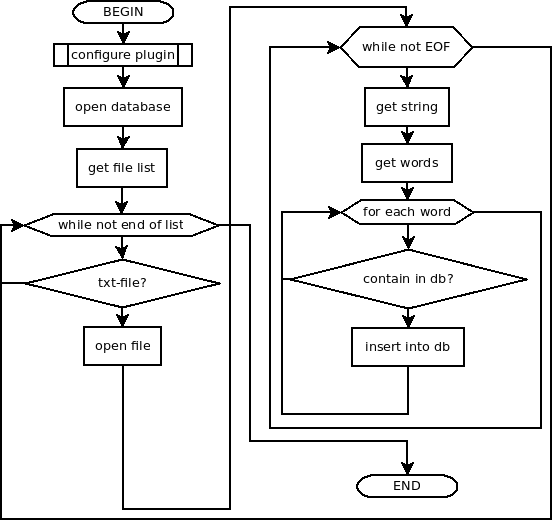 BEGIN
configure plugin
open database
get file list
while not end of list
txt-file?
open file
while not EOF
get string
get words
for each word
contain in db?
insert into db
END